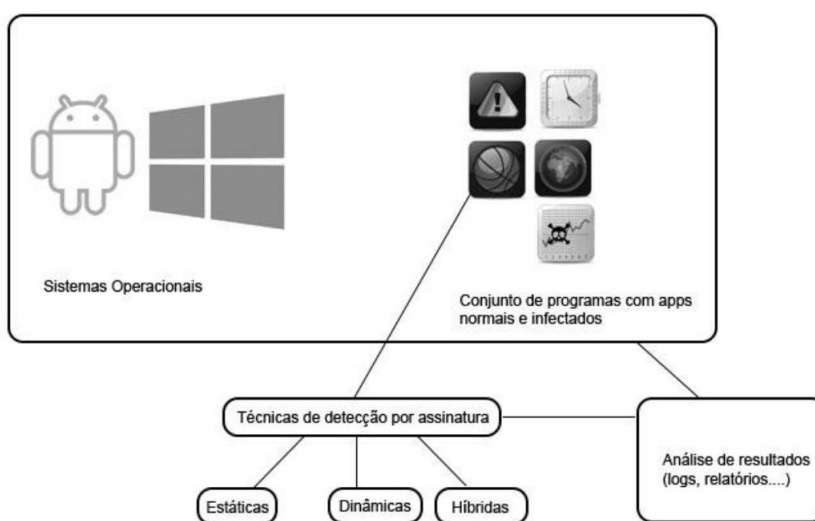 Sistemas Operacionais
Conjunto de programas com apps
normais e infectados
Técnicas de detecção por assinatura
Análise de resultados
(logs, relatórios....)
Estáticas
Dinâmicas
Híbridas